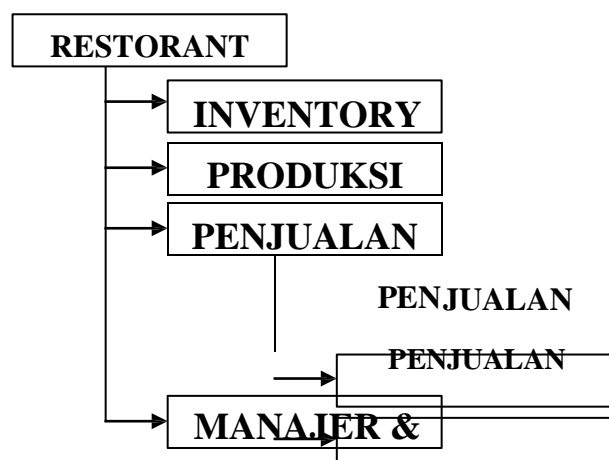 RESTORANT
INVENTORY
PRODUKSI
PENJUALAN
PENJUALAN
PENJUALAN
MANAJER &